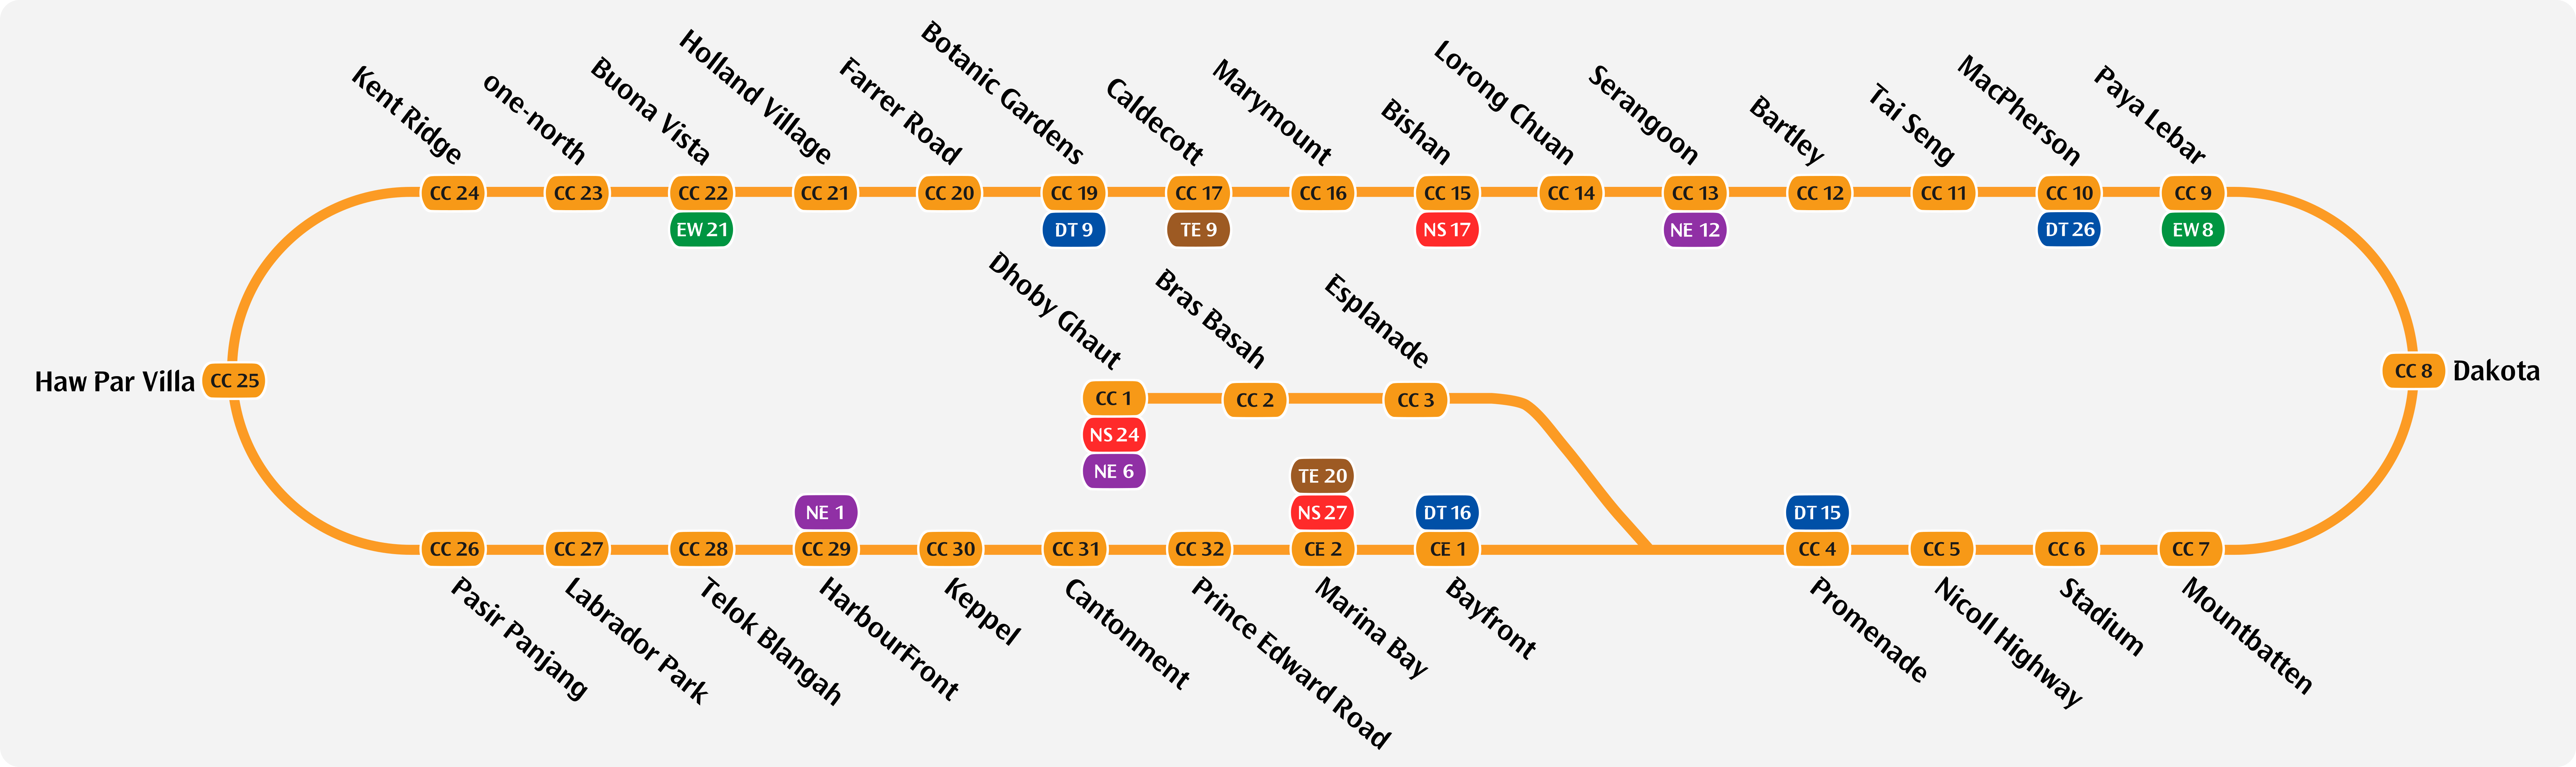 Kent Ridge
one-north
Buona Vista
Holland Village
Farrer Road
Botanic Gardens
Caldecott
Marymount
Bishan
Lorong Chuan
Serangoon
Bartley
Tai Seng
MacPherson
Paya Lebar
CC 24
CC 23
CC 22
CC 21
CC 20
CC 19
CC 17
CC 16
CC 15
CC 14
CC 13
CC 12
CC 11
CC 10
CC 9
EW 21
DT 9
TE 9
NS 17
NE 12
DT 26
EW 8
Dhoby Ghaut
Bras Basah
Esplanade
Haw Par Villa
CC 25
CC 8
Dakota
CC 1
CC 2
CC 3
NS 24
NE 6
TE 20
NE 1
NS 27
DT 16
DT 15
CC 26
CC 27
CC 28
CC 29
CC 30
CC 31
CC 32
CE 2
CE 1
CC 4
CC 5
CC 6
CC 7
Pasir Panjang
Labrador Park
Telok Blangah
HarbourFront
Keppel
Cantonment
Prince Edward Road
Marina Bay
Bayfront
Promenade
Nicoll Highway
Stadium
Mountbatten